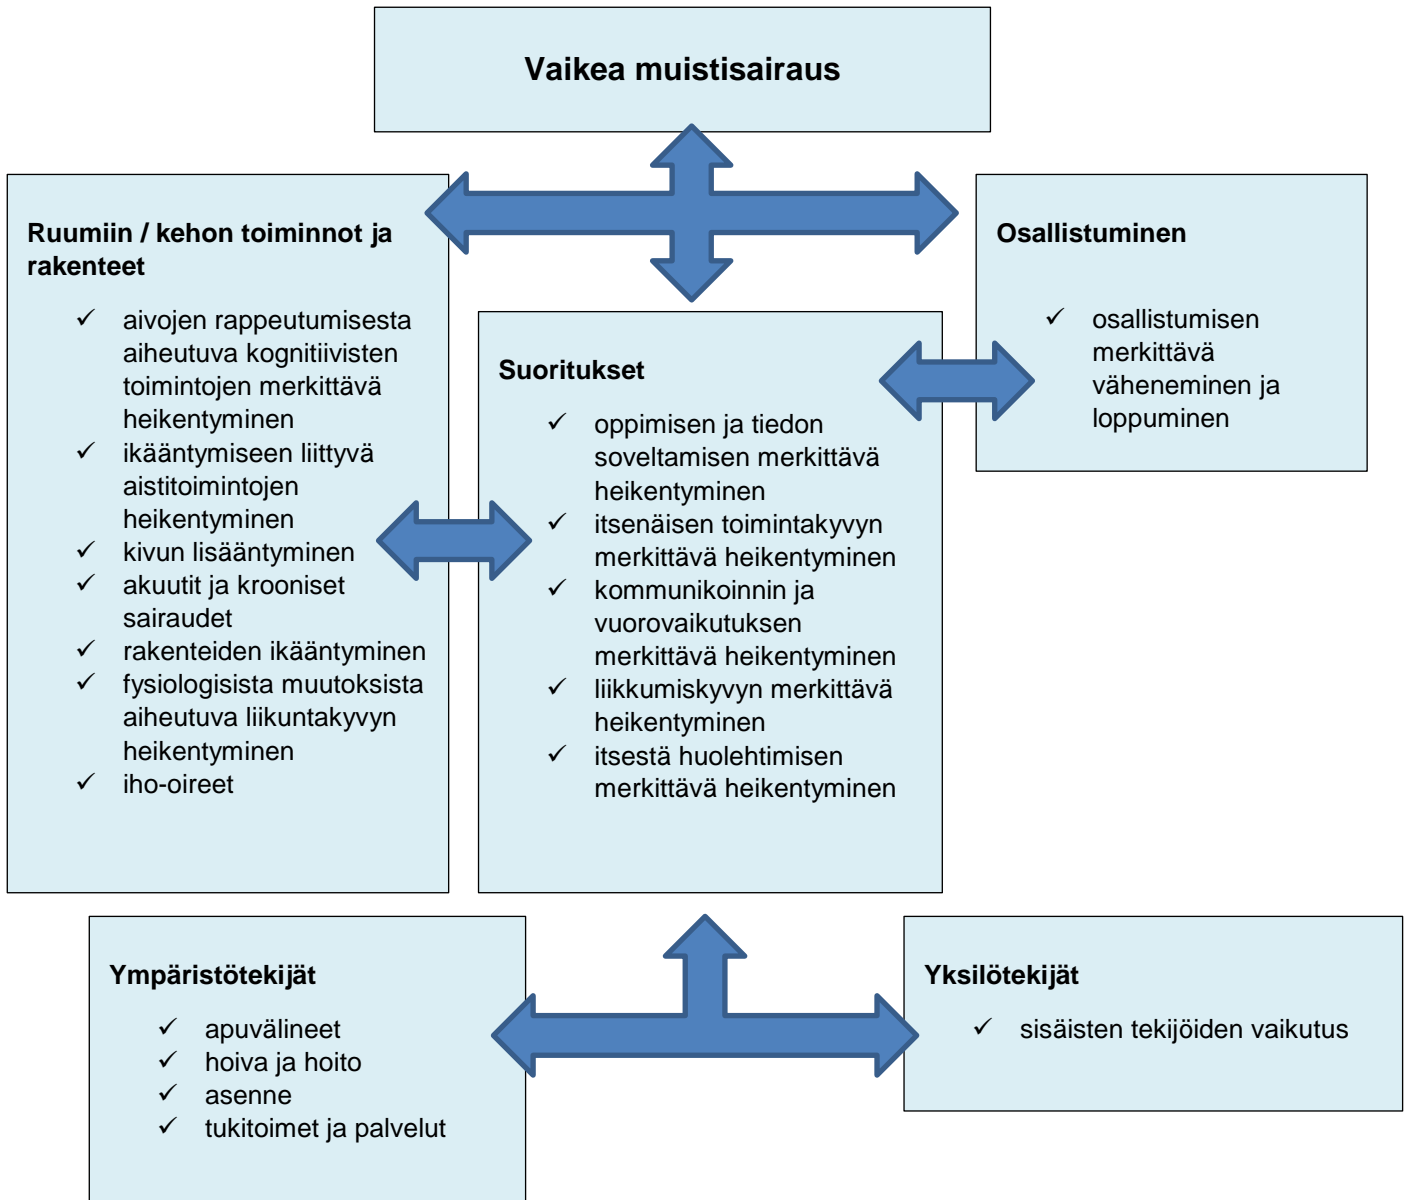 Vaikea muistisairaus
Ruumiin / kehon toiminnot ja
rakenteet
✓ aivojen rappeutumisesta
aiheutuva kognitiivisten
toimintojen merkittävä
heikentyminen
✓ ikääntymiseen liittyvä
aistitoimintojen
heikentyminen
✓ kivun lisääntyminen
✓ akuutit ja krooniset
sairaudet
✓ rakenteiden ikääntyminen
✓ fysiologisista muutoksista
aiheutuva liikuntakyvyn
heikentyminen
✓ iho-oireet
Suoritukset
✓ oppimisen ja tiedon
soveltamisen merkittävä
heikentyminen
✓ itsenäisen toimintakyvyn
merkittävä heikentyminen
✓ kommunikoinnin ja
vuorovaikutuksen
merkittävä heikentyminen
✓ liikkumiskyvyn merkittävä
heikentyminen
✓ itsestä huolehtimisen
merkittävä heikentyminen
Osallistuminen
✓ osallistumisen
merkittävä
väheneminen ja
loppuminen
Ympäristötekijät
✓ apuvälineet
✓ hoiva ja hoito
✓ asenne
✓ tukitoimet ja palvelut
Yksilötekijät
✓ sisäisten tekijöiden vaikutus